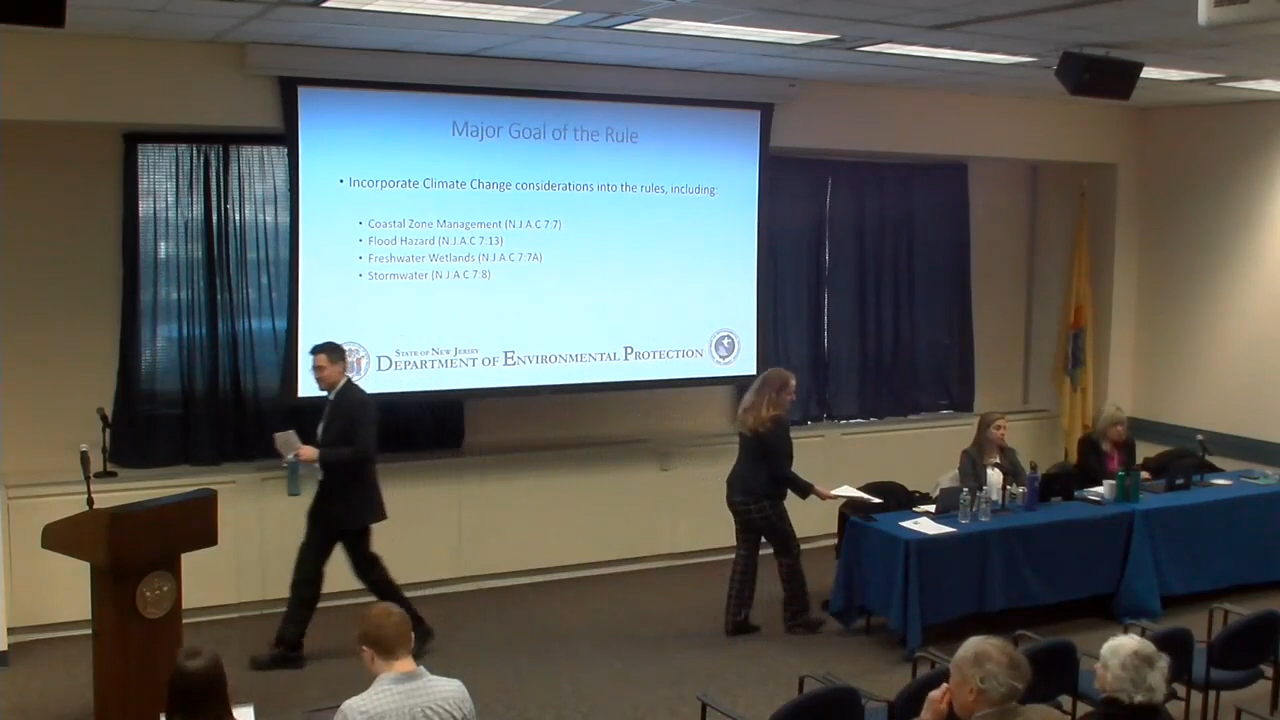 Major Goal of the Rule
• Incorporate Climate Change considerations into the rules, including:
• Coastal Zone Management (N.J.A.C 7:7)
• Flood Hazard (N.J.A.C 7:13)
• Freshwater Wetlands (N.J.A.C 7:7A)
• Stormwater (N.J.A.C 7:8)
STATE OF NEW JERSEY
DEPARTMENT OF ENVIRONMENTAL PROTECTION